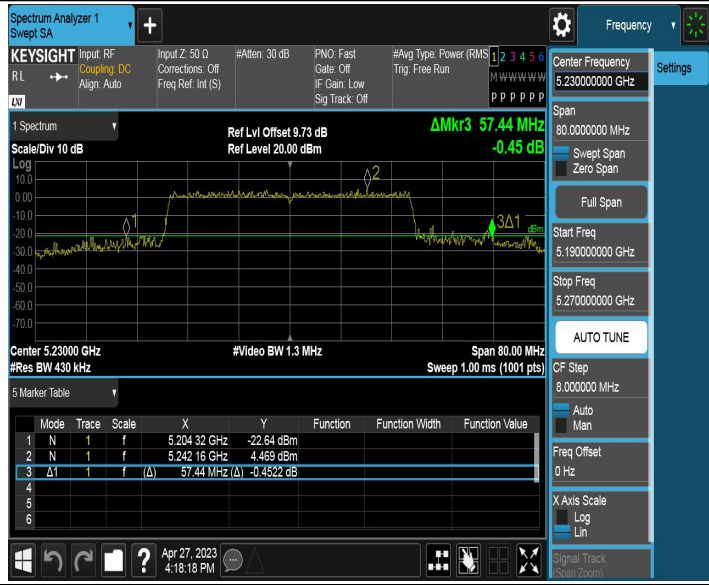 Spectrum Analyzer 1
Swept SA
+
Frequency
KEYSIGHT
RL
LXI
Input: RF
Coupling: DC
Align: Auto
Input Z: 50 Ω
Corrections: Off
Freq Ref: Int (S)
#Atten: 30 dB
PNO: Fast
Gate: Off
IF Gain: Low
Sig Track: Off
#Avg Type: Power (RMS
Trig: Free Run
1 2 3 4 5 6
M W W W W W
P P P P P P
1 Spectrum
Scale/Div 10 dB
Ref Lvl Offset 9.73 dB
Ref Level 20.00 dBm
ΔMkr3 57.44 MHz
-0.45 dB
Log
10.0
0.00
-10.0
-20.0
-30.0
-40.0
-50.0
-60.0
-70.0
1
2
3Δ1
dBm
Center 5.23000 GHz
#Res BW 430 kHz
#Video BW 1.3 MHz
Span 80.00 MHz
Sweep 1.00 ms (1001 pts)
5 Marker Table
Mode Trace Scale X Y Function Function Width Function Value
1 N 1 f 5.204 32 GHz -22.64 dBm
2 N 1 f 5.242 16 GHz 4.469 dBm
3 Δ1 1 f (Δ) 57.44 MHz (Δ) -0.4522 dB
4
5
6
?
Apr 27, 2023
4:18:18 PM
Center Frequency
5.230000000 GHz
Settings
Span
80.0000000 MHz
Swept Span
Zero Span
Full Span
Start Freq
5.190000000 GHz
Stop Freq
5.270000000 GHz
AUTO TUNE
CF Step
8.000000 MHz
Auto
Man
Freq Offset
0 Hz
X Axis Scale
Log
Lin
Signal Track
(Span Zoom)